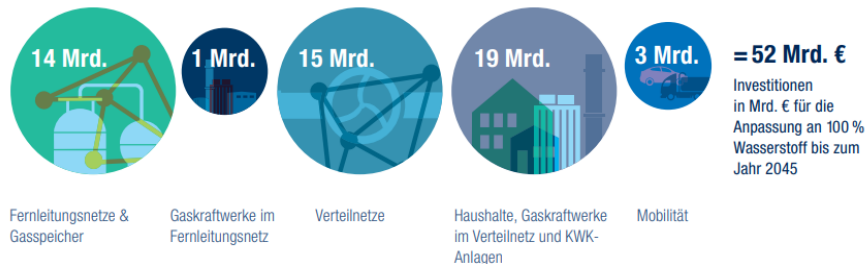 14 Mrd.
1 Mrd.
15 Mrd.
19 Mrd.
3 Mrd.
= 52 Mrd. €
Investitionen
in Mrd. € für die
Anpassung an 100 %
Wasserstoff bis zum
Jahr 2045
Fernleitungsnetze &
Gasspeicher
Gaskraftwerke im
Fernleitungsnetz
Verteilnetze
Haushalte, Gaskraftwerke
im Verteilnetz und KWK-
Anlagen
Mobilität